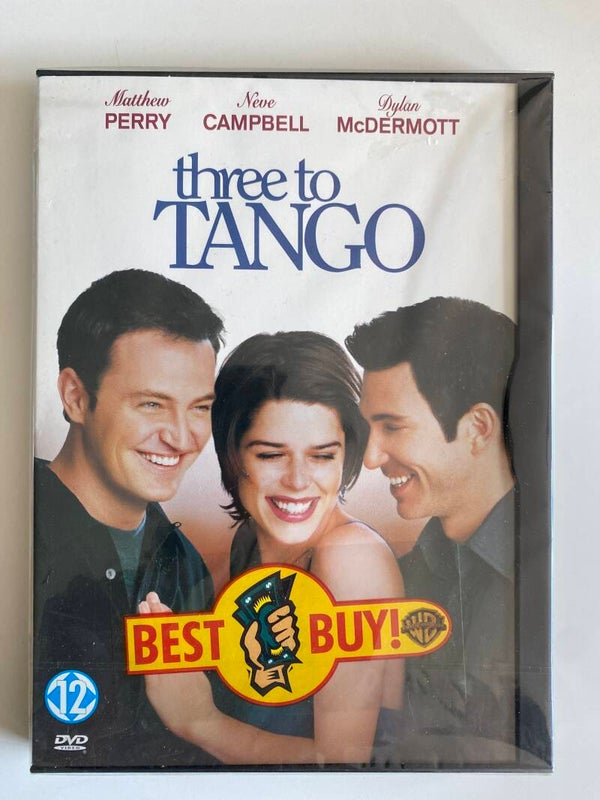 Matthew Neve Dylan
PERRY CAMPBELL McDERMOTT
three to
TANGO
BEST BUY!
12
DVD
VIDEO